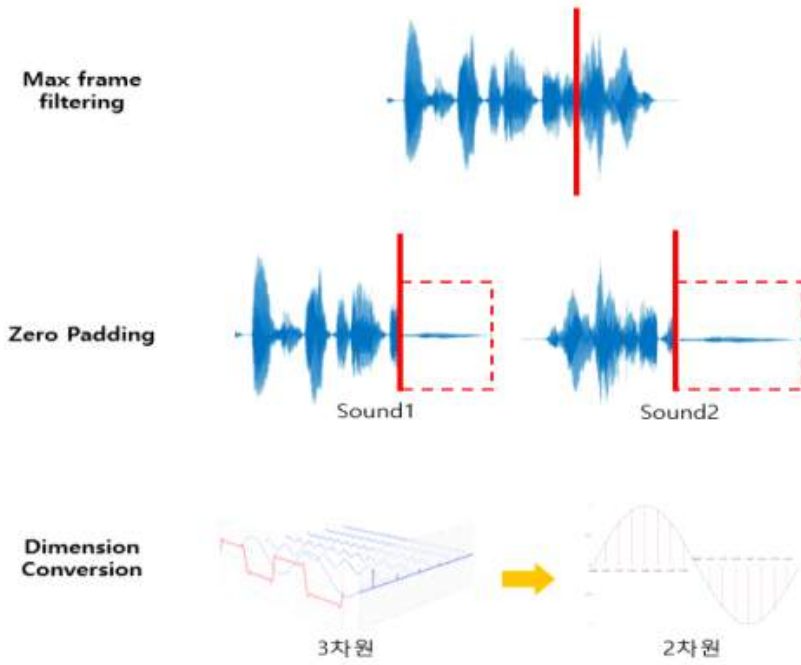 Max frame
filtering
Zero Padding
Sound1
Sound2
Dimension
Conversion
3차원
2차원